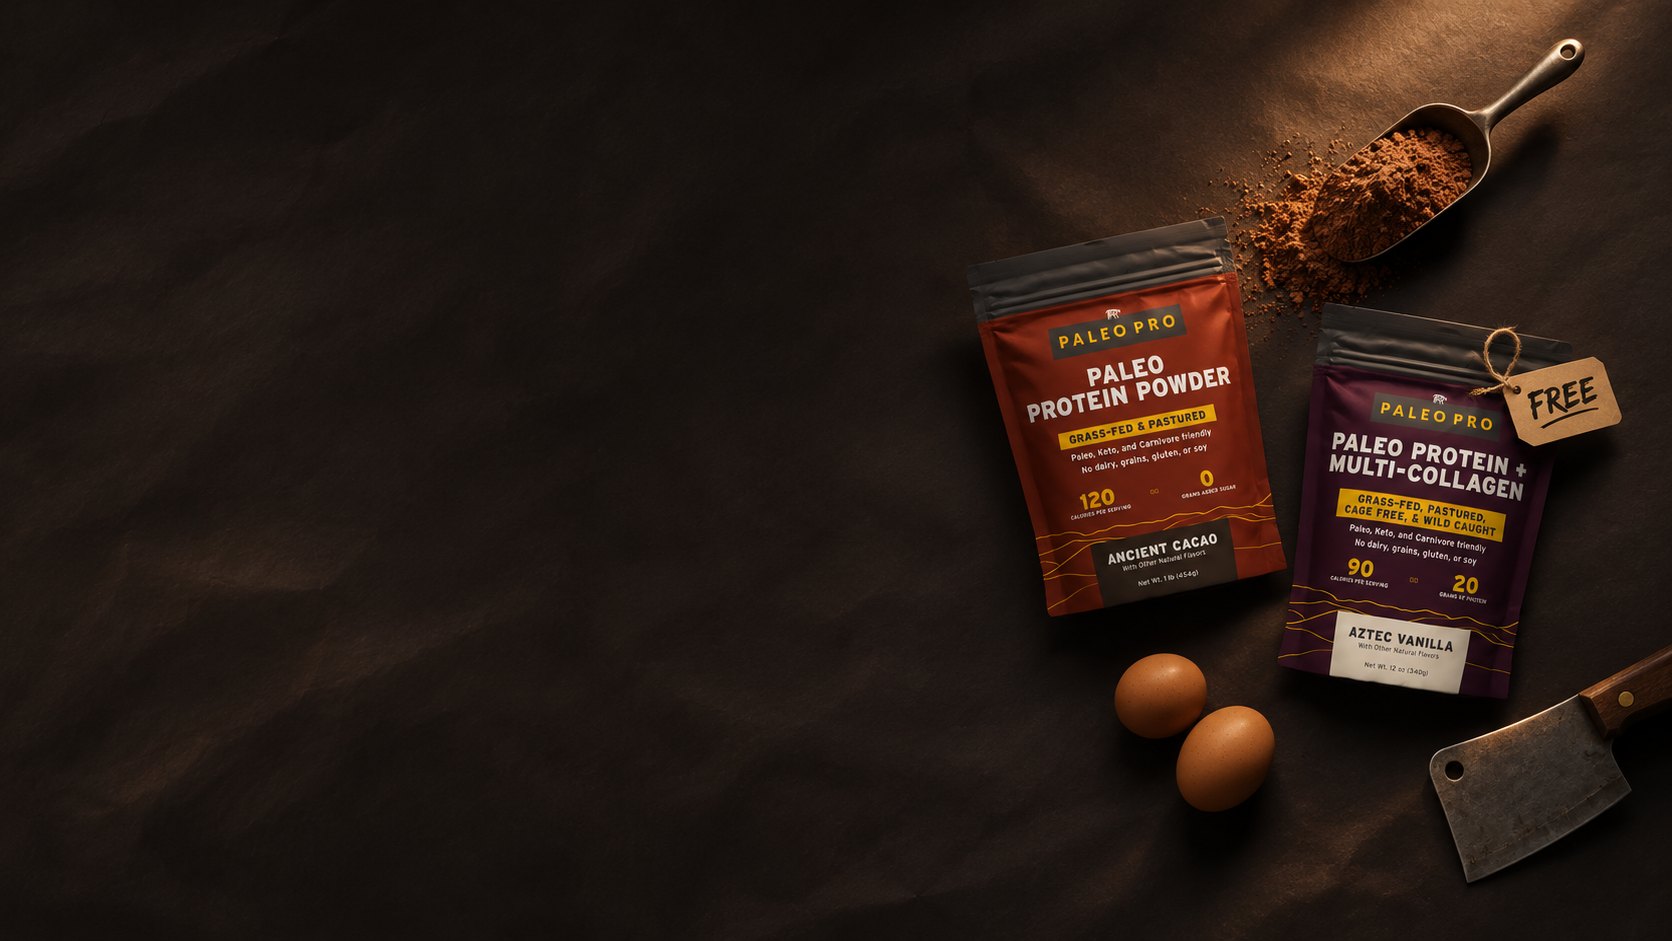 PALEO PRO
PALEO
PROTEIN POWDER
GRASS-FED & PASTURED
Paleo, Keto, and Carnivore friendly
No dairy, grains, gluten, or soy
120
CALORIES PER SERVING
0
GRAMS ADDED SUGAR
ANCIENT CACAO
With Other Natural Flavors
Net Wt. 1 lb (454g)
FREE
PALEO PRO
PALEO PROTEIN +
MULTI-COLLAGEN
GRASS-FED, PASTURED,
CAGE FREE, & WILD CAUGHT
Paleo, Keto, and Carnivore friendly
No dairy, grains, gluten, or soy
90
CALORIES PER SERVING
20
GRAMS OF PROTEIN
AZTEC VANILLA
With Other Natural Flavors
Net Wt. 12 oz (340g)